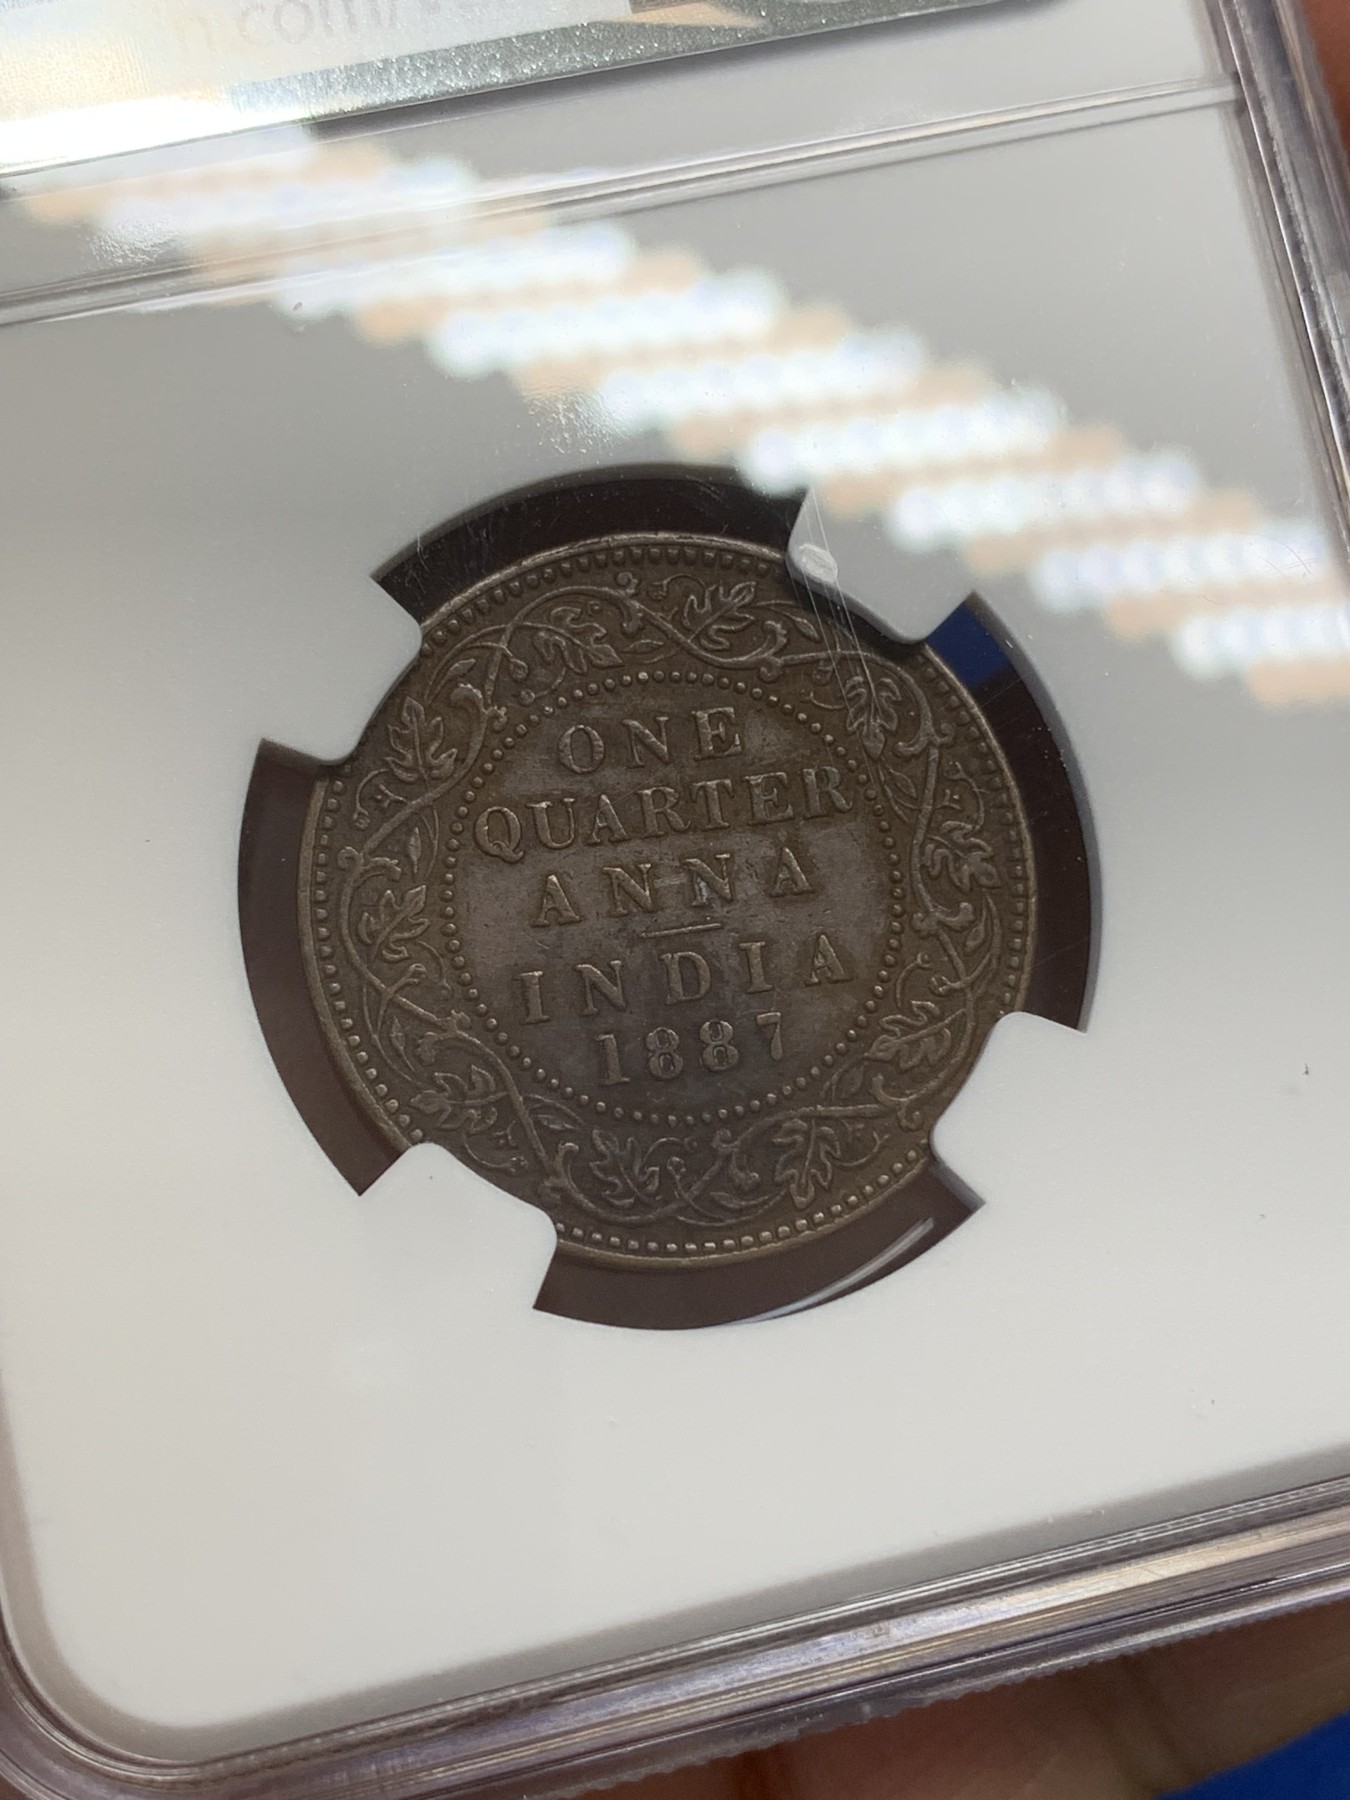 ONE
QUARTER
ANNA
INDIA
1887